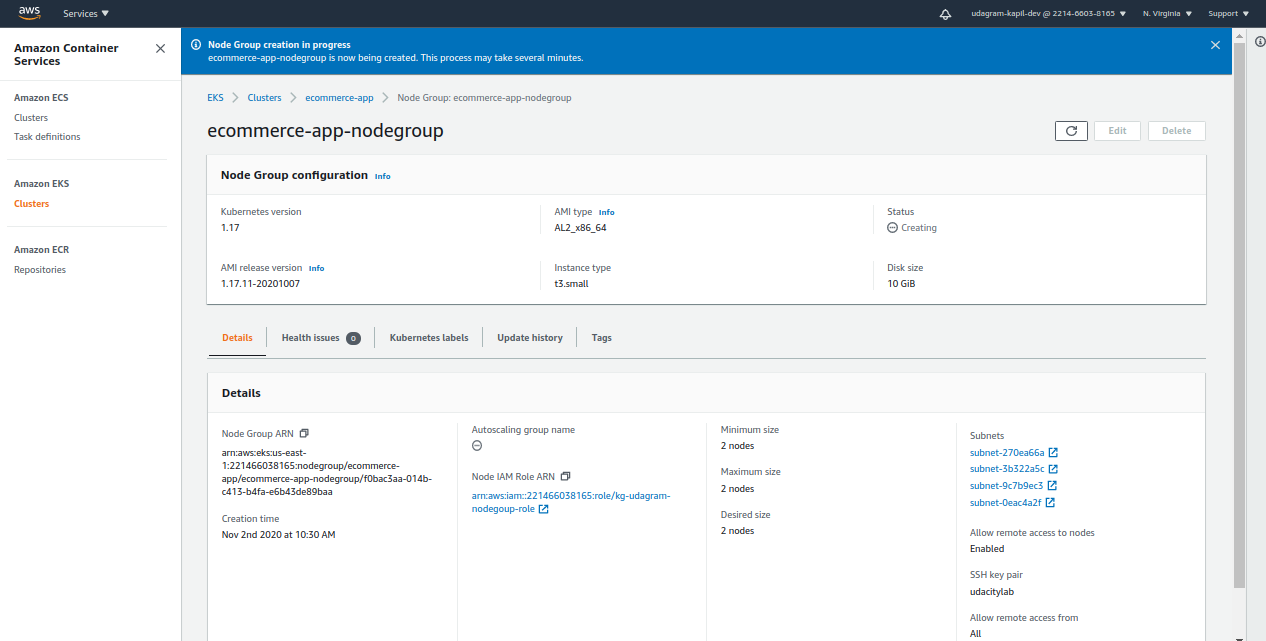 aws
Services
udagram-kapil-dev @ 2214-6603-8165
N. Virginia
Support
Amazon Container
Services
Amazon ECS
Clusters
Task definitions
Amazon EKS
Clusters
Amazon ECR
Repositories
Node Group creation in progress
ecommerce-app-nodegroup is now being created. This process may take several minutes.
EKS
Clusters
ecommerce-app
Node Group: ecommerce-app-nodegroup
ecommerce-app-nodegroup
Edit
Delete
Node Group configuration Info
Kubernetes version
1.17
AMI type Info
AL2_x86_64
Status
Creating
AMI release version Info
1.17.11-20201007
Instance type
t3.small
Disk size
10 GiB
Details
Health issues 0
Kubernetes labels
Update history
Tags
Details
Node Group ARN
arn:aws:eks:us-east-
1:221466038165:nodegroup/ecommerce-
app/ecommerce-app-nodegroup/f0bac3aa-014b-
c413-b4fa-e6b43de89baa
Creation time
Nov 2nd 2020 at 10:30 AM
Autoscaling group name
Node IAM Role ARN
arn:aws:iam::221466038165:role/kg-udagram-
nodegoup-role
Minimum size
2 nodes
Maximum size
2 nodes
Desired size
2 nodes
Subnets
subnet-270ea66a
subnet-3b322a5c
subnet-9c7b9ec3
subnet-0eac4a2f
Allow remote access to nodes
Enabled
SSH key pair
udacitylab
Allow remote access from
All